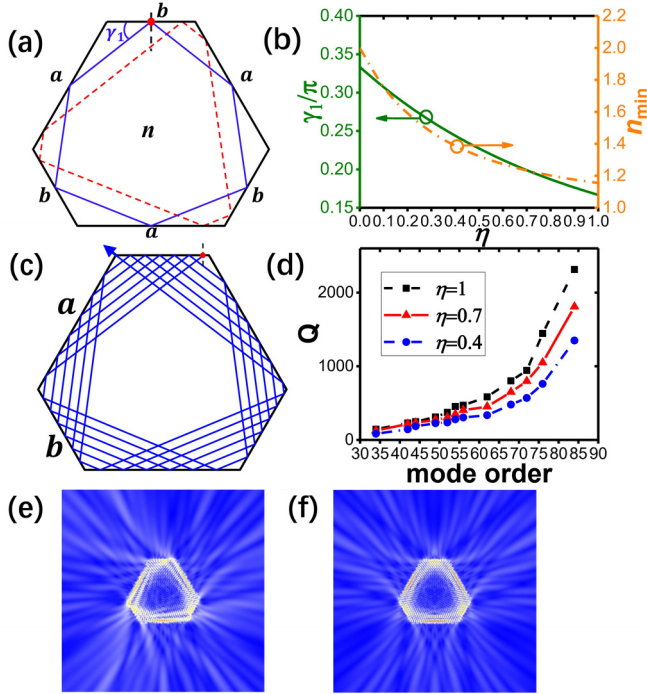 (a)
b
γ₁
a
a
n
b
b
a
(b)
0.40
0.35
0.30
0.25
0.20
0.15
γ₁/π
2.2
2.0
1.8
1.6
1.4
1.2
1.0
n_min
0.0 0.1 0.2 0.3 0.4 0.5 0.6 0.7 0.8 0.9 1.0
η
(c)
a
b
(d)
Q
2000
1000
0
η=1
η=0.7
η=0.4
30 35 40 45 50 55 60 65 70 75 80 85 90
mode order
(e)
(f)